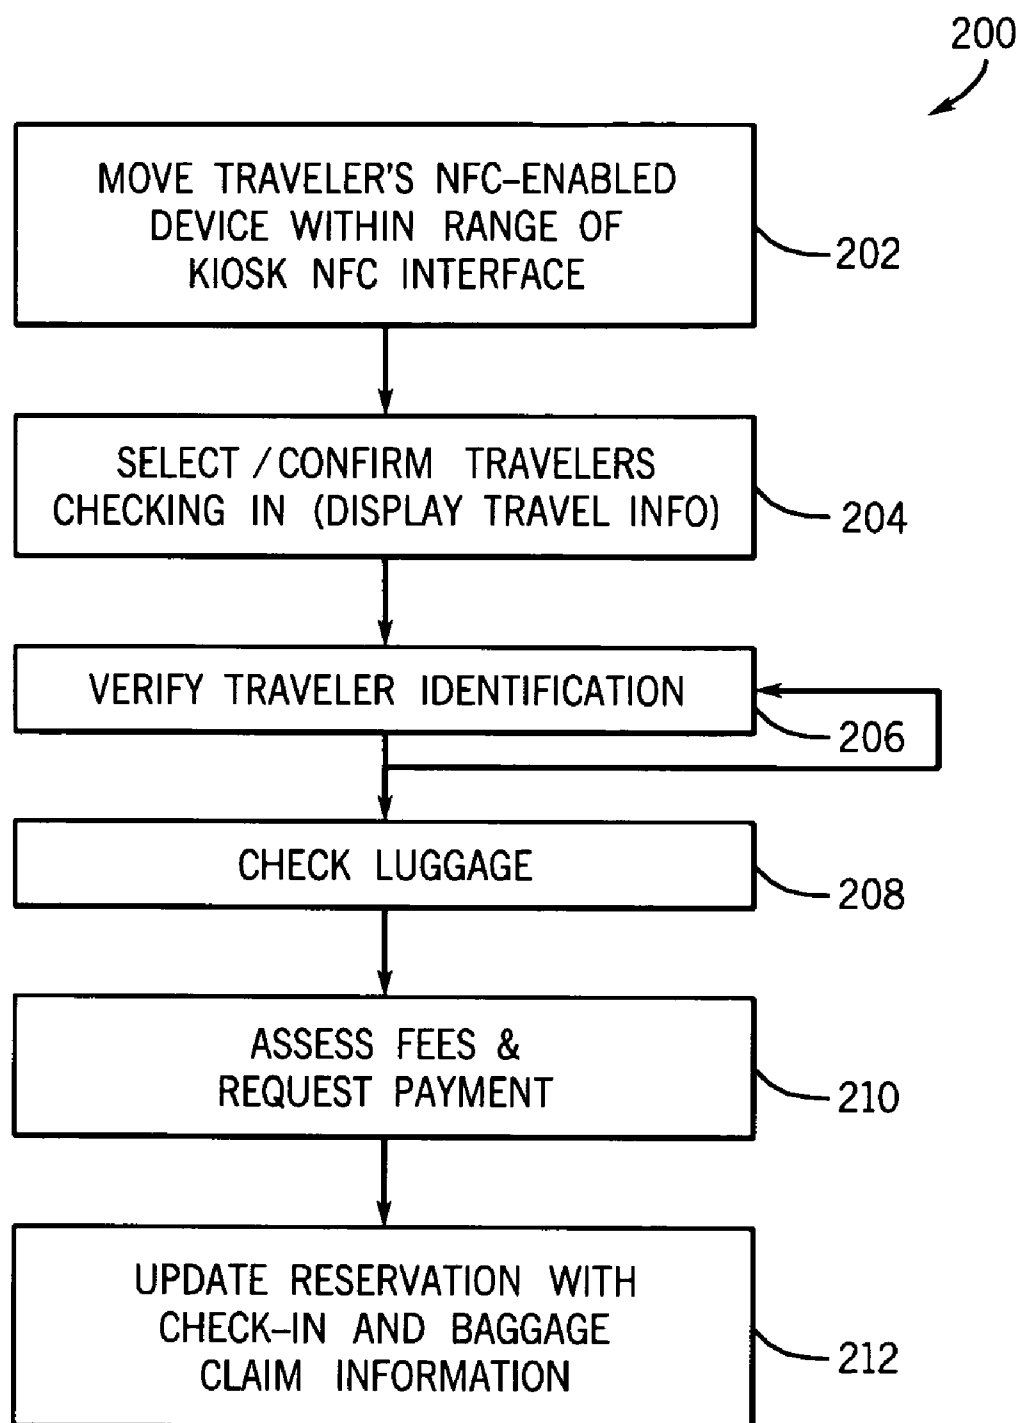 200
MOVE TRAVELER'S NFC-ENABLED
DEVICE WITHIN RANGE OF
KIOSK NFC INTERFACE
202
SELECT / CONFIRM TRAVELERS
CHECKING IN (DISPLAY TRAVEL INFO)
204
VERIFY TRAVELER IDENTIFICATION
206
CHECK LUGGAGE
208
ASSESS FEES &
REQUEST PAYMENT
210
UPDATE RESERVATION WITH
CHECK-IN AND BAGGAGE
CLAIM INFORMATION
212